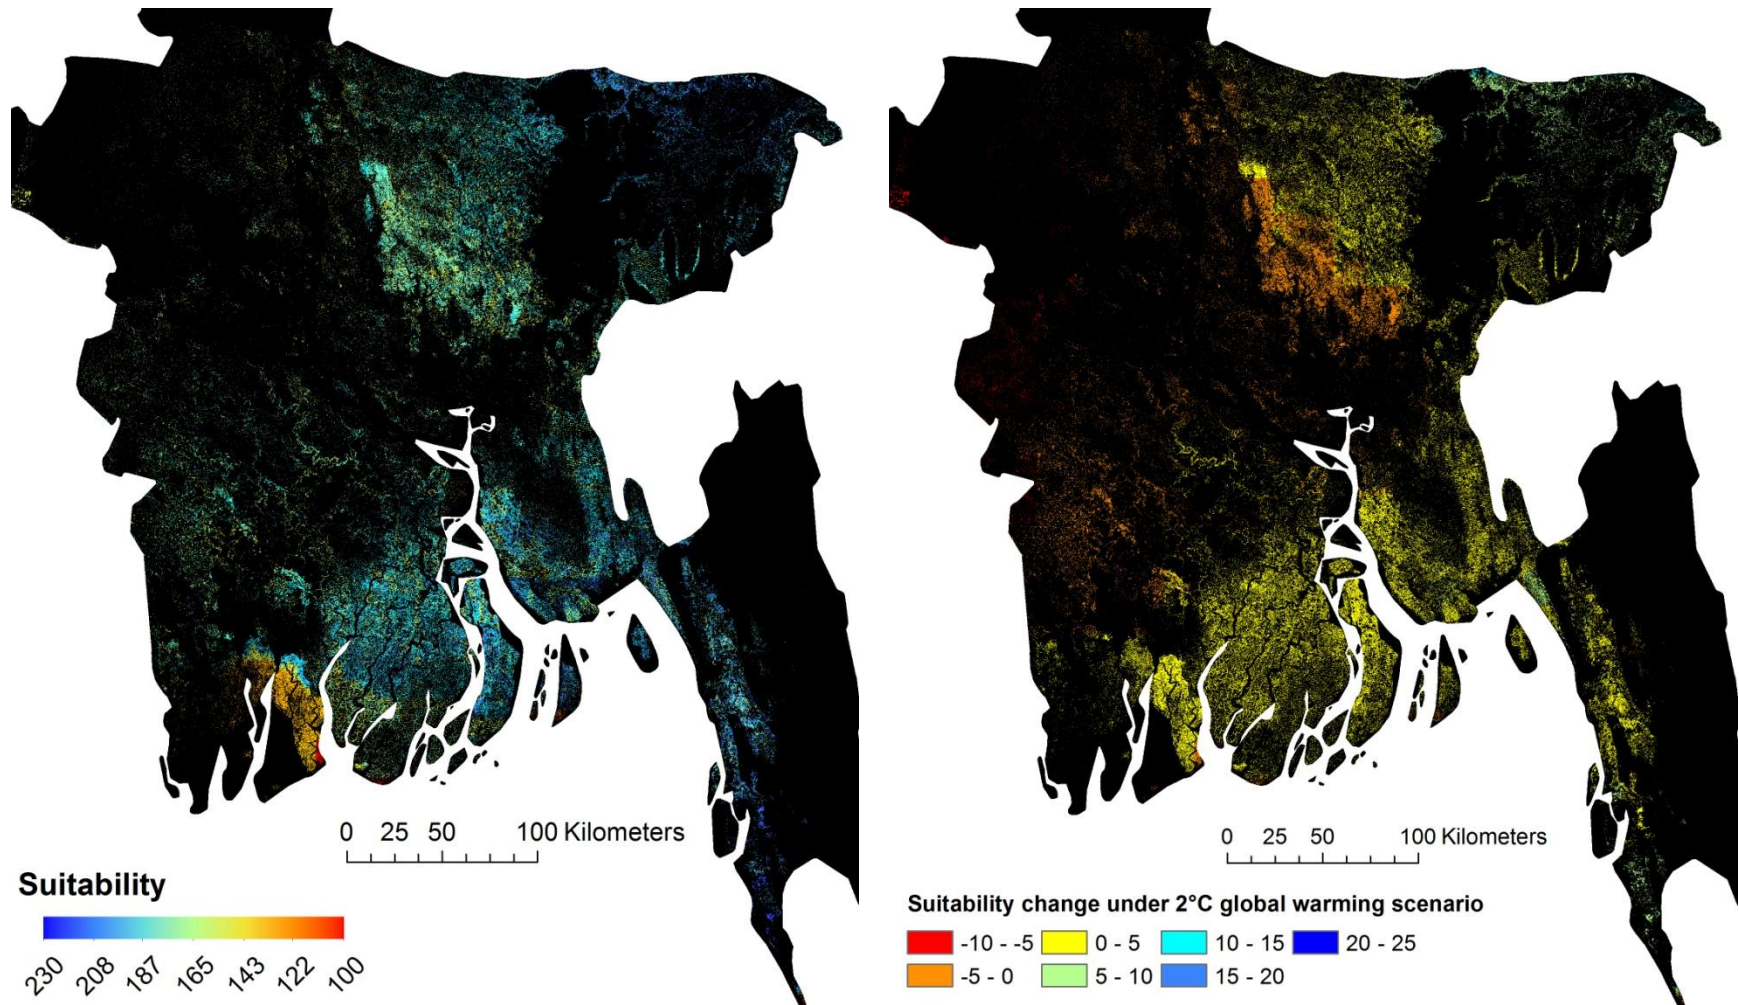 0 25 50 100 Kilometers
Suitability
230 208 187 165 143 122 100
0 25 50 100 Kilometers
Suitability change under 2°C global warming scenario
-10 - -5 0 - 5 10 - 15 20 - 25
-5 - 0 5 - 10 15 - 20